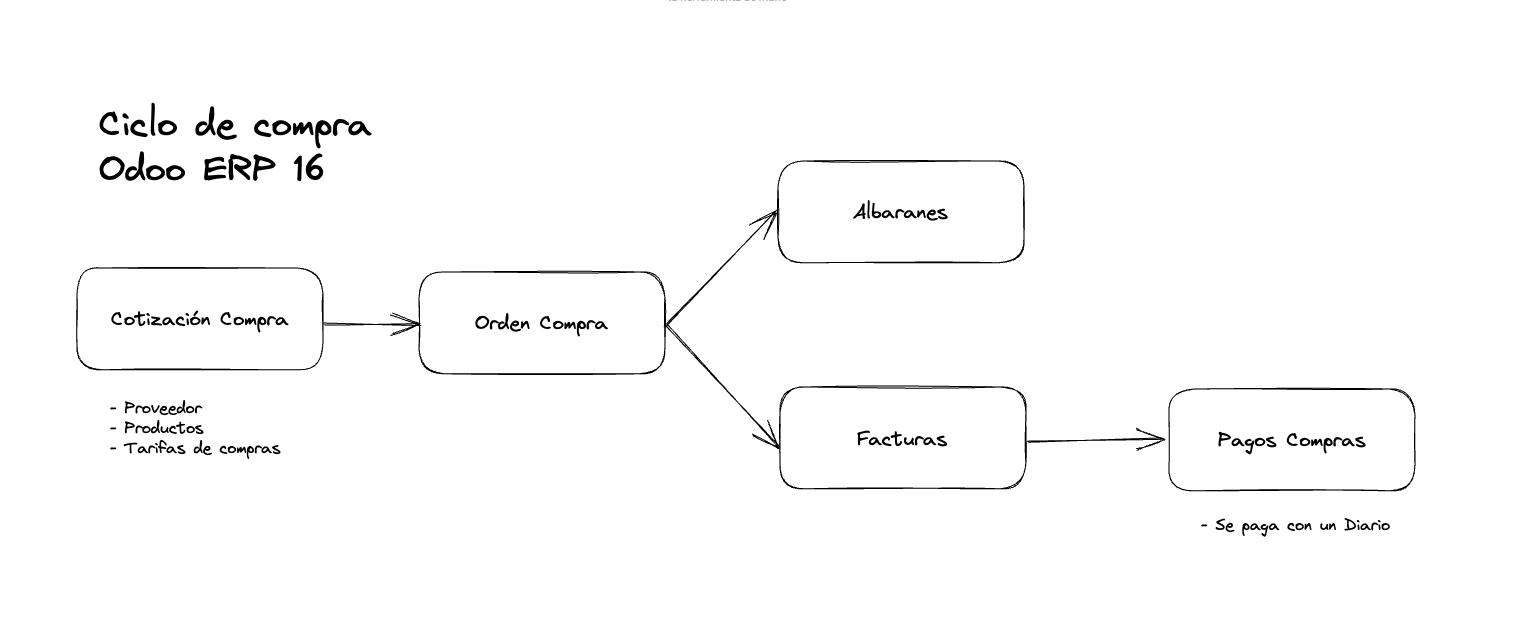 Ciclo de compra
Odoo ERP 16
Albaranes
Cotización Compra
Orden Compra
- Proveedor
- Productos
- Tarifas de compras
Facturas
Pagos Compras
- Se paga con un Diario